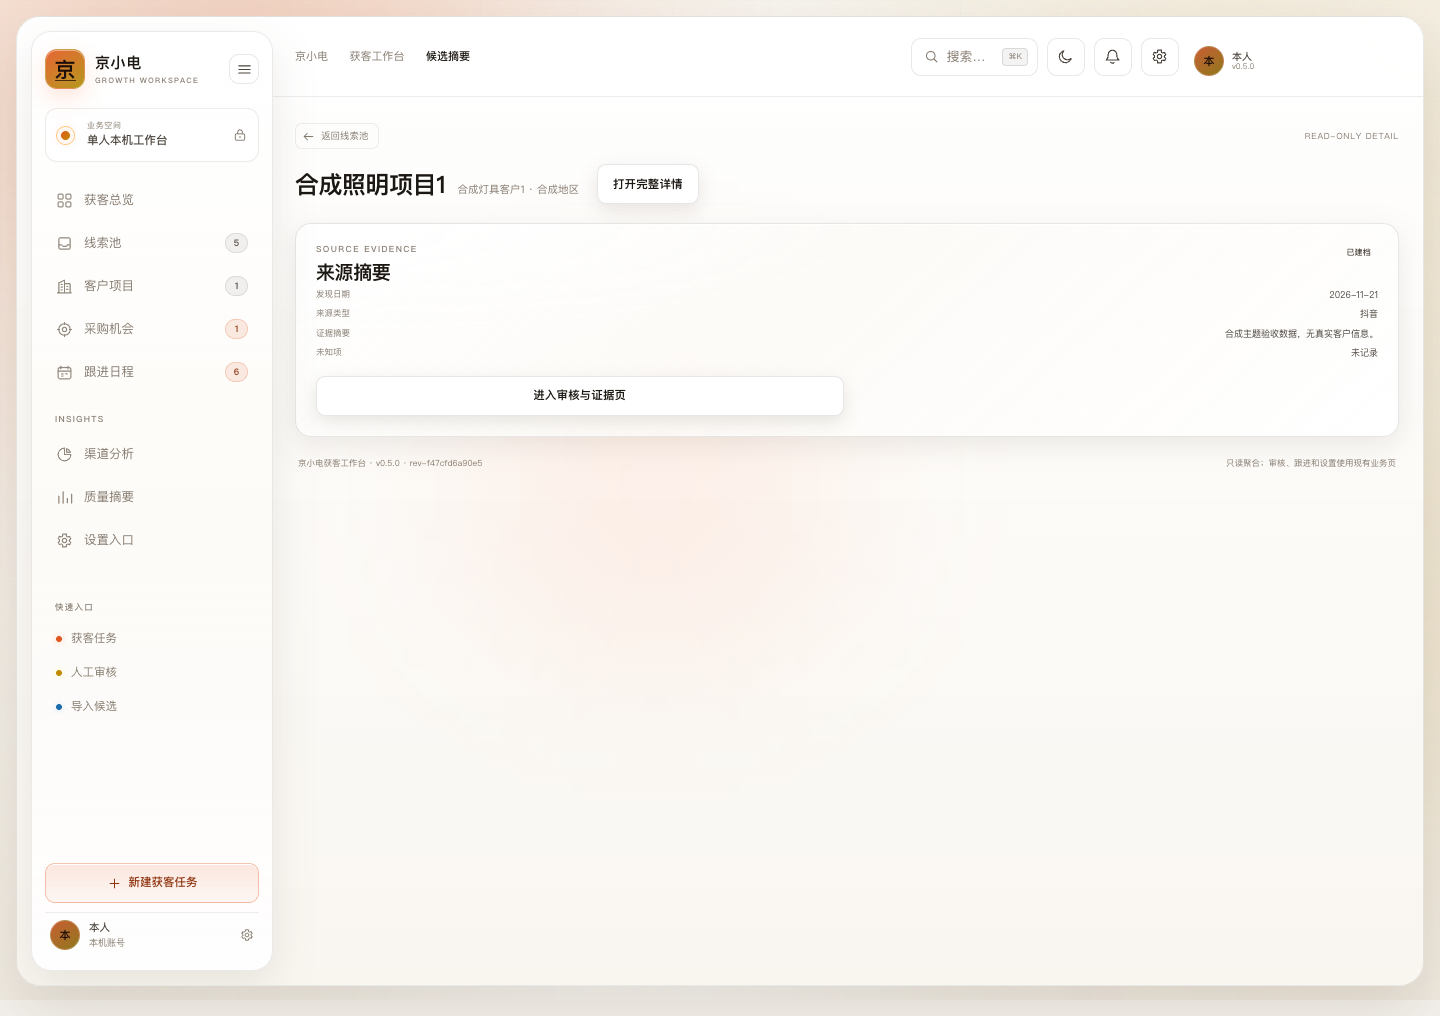 京
京小电
GROWTH WORKSPACE
业务空间
单人本机工作台
获客总览
线索池 5
客户项目 1
采购机会 1
跟进日程 6
INSIGHTS
渠道分析
质量摘要
设置入口
快速入口
获客任务
人工审核
导入候选
新建获客任务
本
本人
本机账号
京小电 获客工作台 候选摘要
搜索... ⌘K
本
本人
v0.5.0
返回线索池
READ-ONLY DETAIL
合成照明项目1 合成灯具客户1 · 合成地区 打开完整详情
SOURCE EVIDENCE
来源摘要
已建档
发现日期 2026-11-21
来源类型 抖音
证据摘要 合成主题验收数据，无真实客户信息。
未知项 未记录
进入审核与证据页
京小电获客工作台 · v0.5.0 · rev-f47cfd6a90e5
只读聚合；审核、跟进和设置使用现有业务页